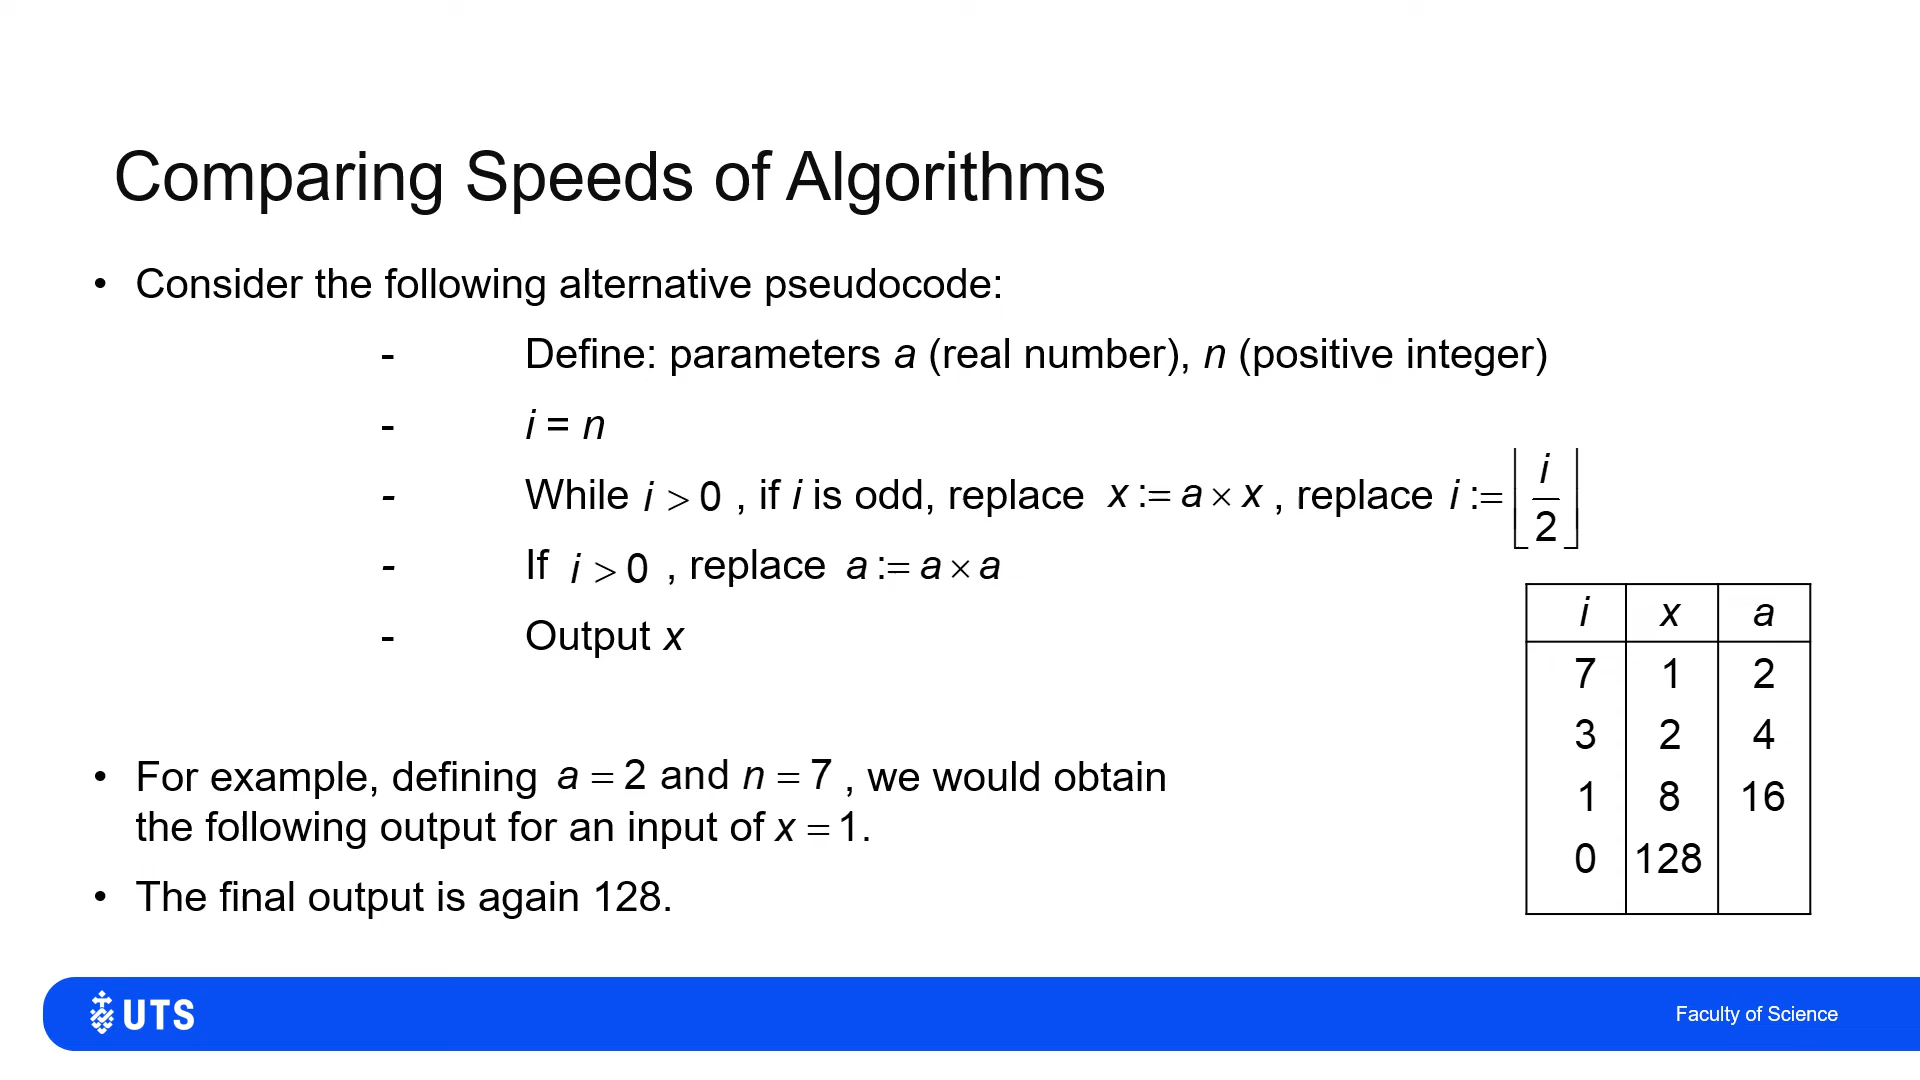 Comparing Speeds of Algorithms
• Consider the following alternative pseudocode:
- Define: parameters a (real number), n (positive integer)
- i = n
- While i > 0 , if i is odd, replace x := a × x , replace i := ⌊i/2⌋
- If i > 0 , replace a := a × a
- Output x
• For example, defining a = 2 and n = 7 , we would obtain
the following output for an input of x = 1.
• The final output is again 128.
i x a
7 1 2
3 2 4
1 8 16
0 128
UTS
Faculty of Science